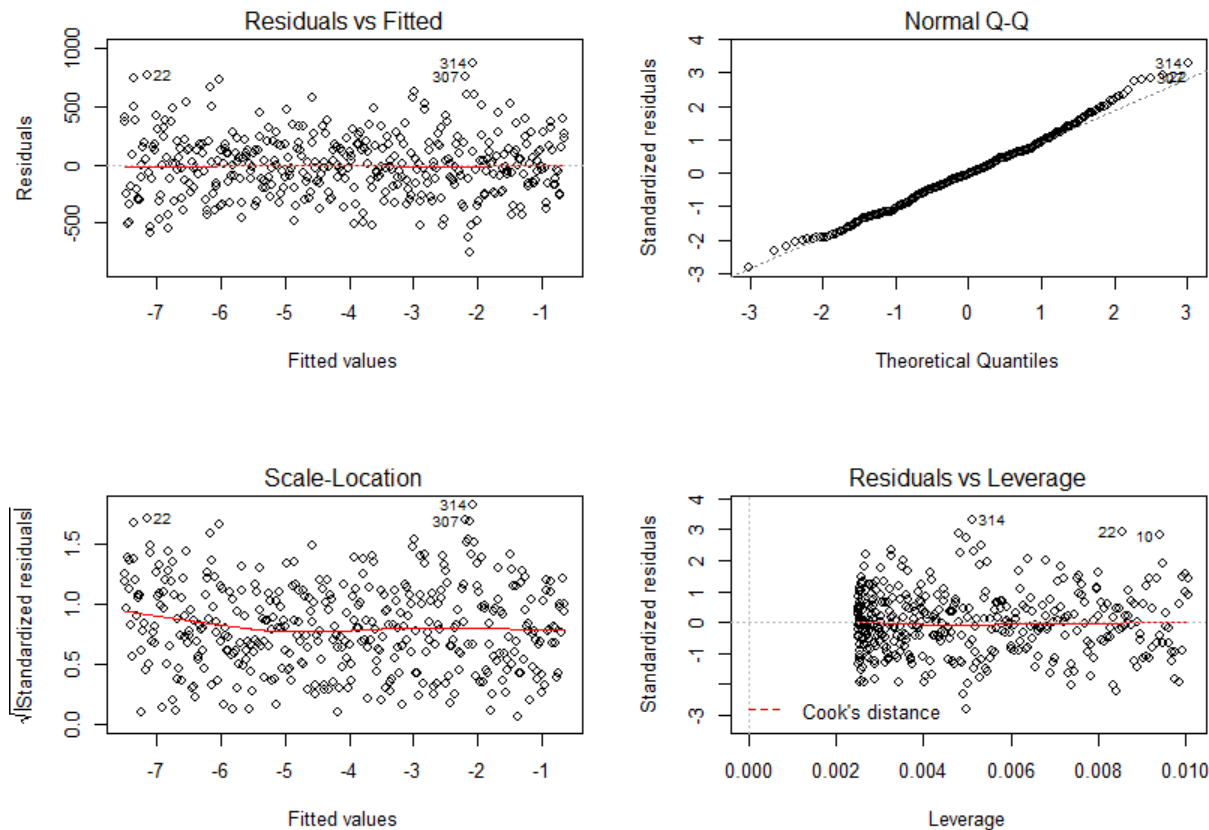 Residuals vs Fitted
Residuals
1000
500
0
-500
22
314
307
-7 -6 -5 -4 -3 -2 -1
Fitted values
Normal Q-Q
Standardized residuals
4
3
2
1
0
-1
-2
-3
314
22
-3 -2 -1 0 1 2 3
Theoretical Quantiles
Scale-Location
√|Standardized residuals|
1.5
1.0
0.5
0.0
22
314
307
-7 -6 -5 -4 -3 -2 -1
Fitted values
Residuals vs Leverage
Standardized residuals
4
3
2
1
0
-1
-3
314
22
10
Cook's distance
0.000 0.002 0.004 0.006 0.008 0.010
Leverage